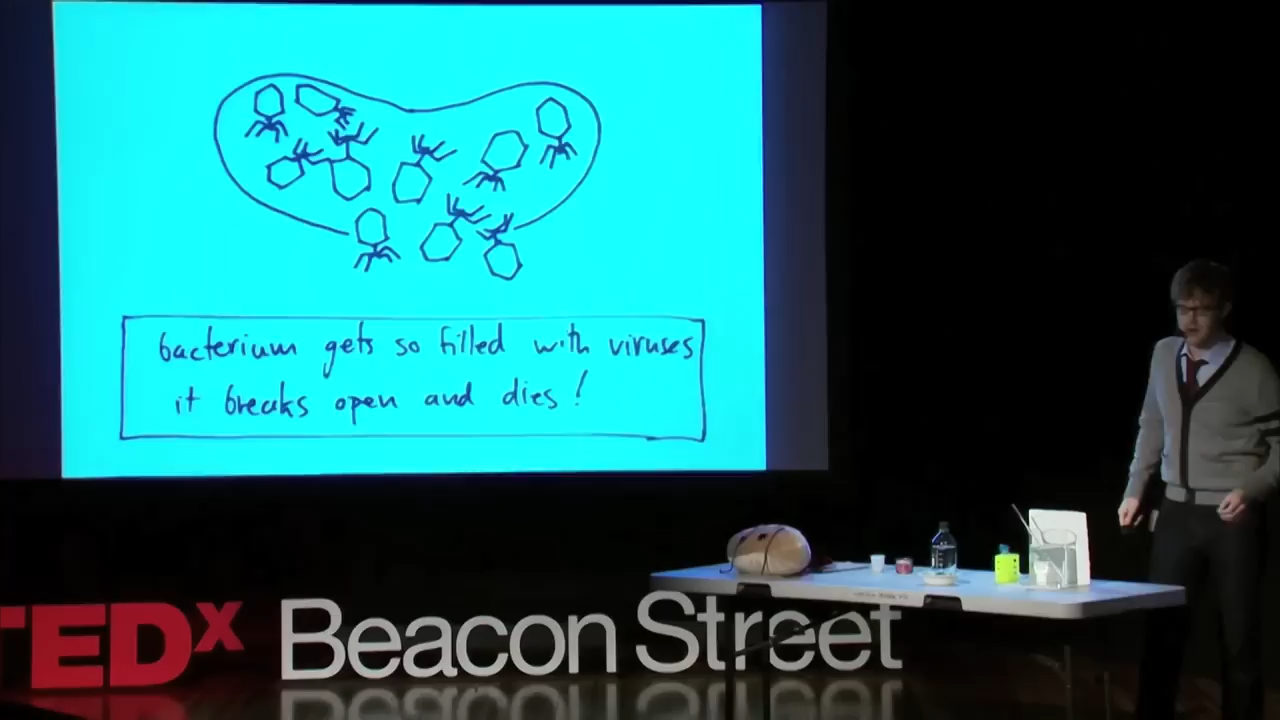 bacterium gets so filled with viruses
it breaks open and dies!
TEDx Beacon Street